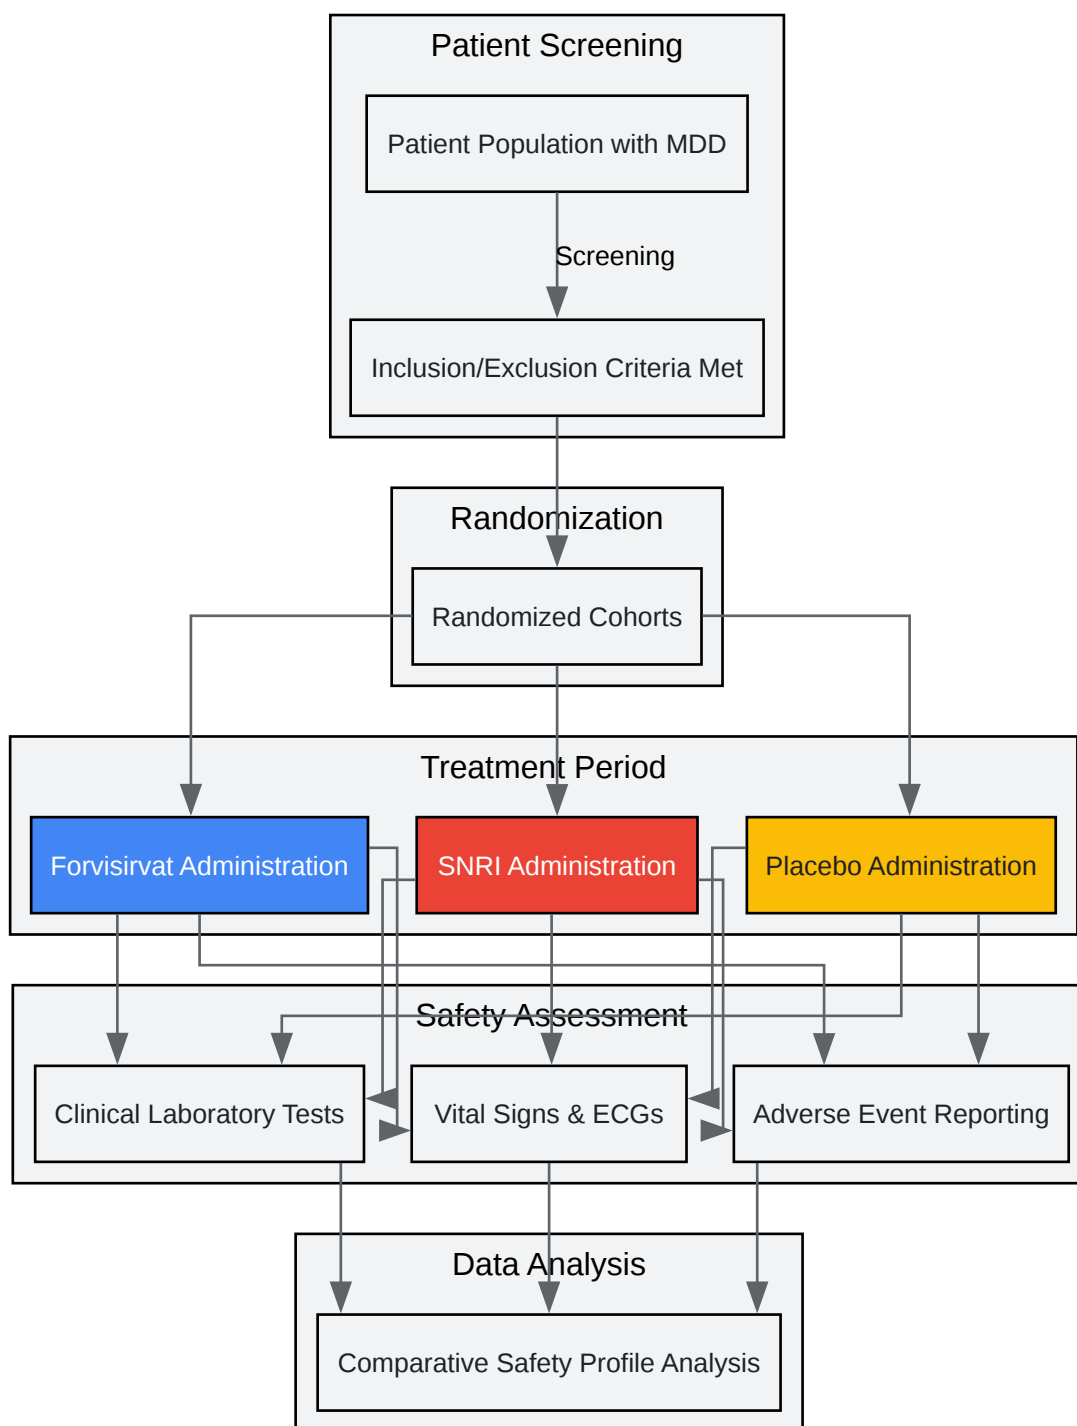 Patient Screening
Patient Population with MDD
Screening
Inclusion/Exclusion Criteria Met
Randomization
Randomized Cohorts
Treatment Period
Forvisirvat Administration
SNRI Administration
Placebo Administration
Safety Assessment
Clinical Laboratory Tests
Vital Signs & ECGs
Adverse Event Reporting
Data Analysis
Comparative Safety Profile Analysis